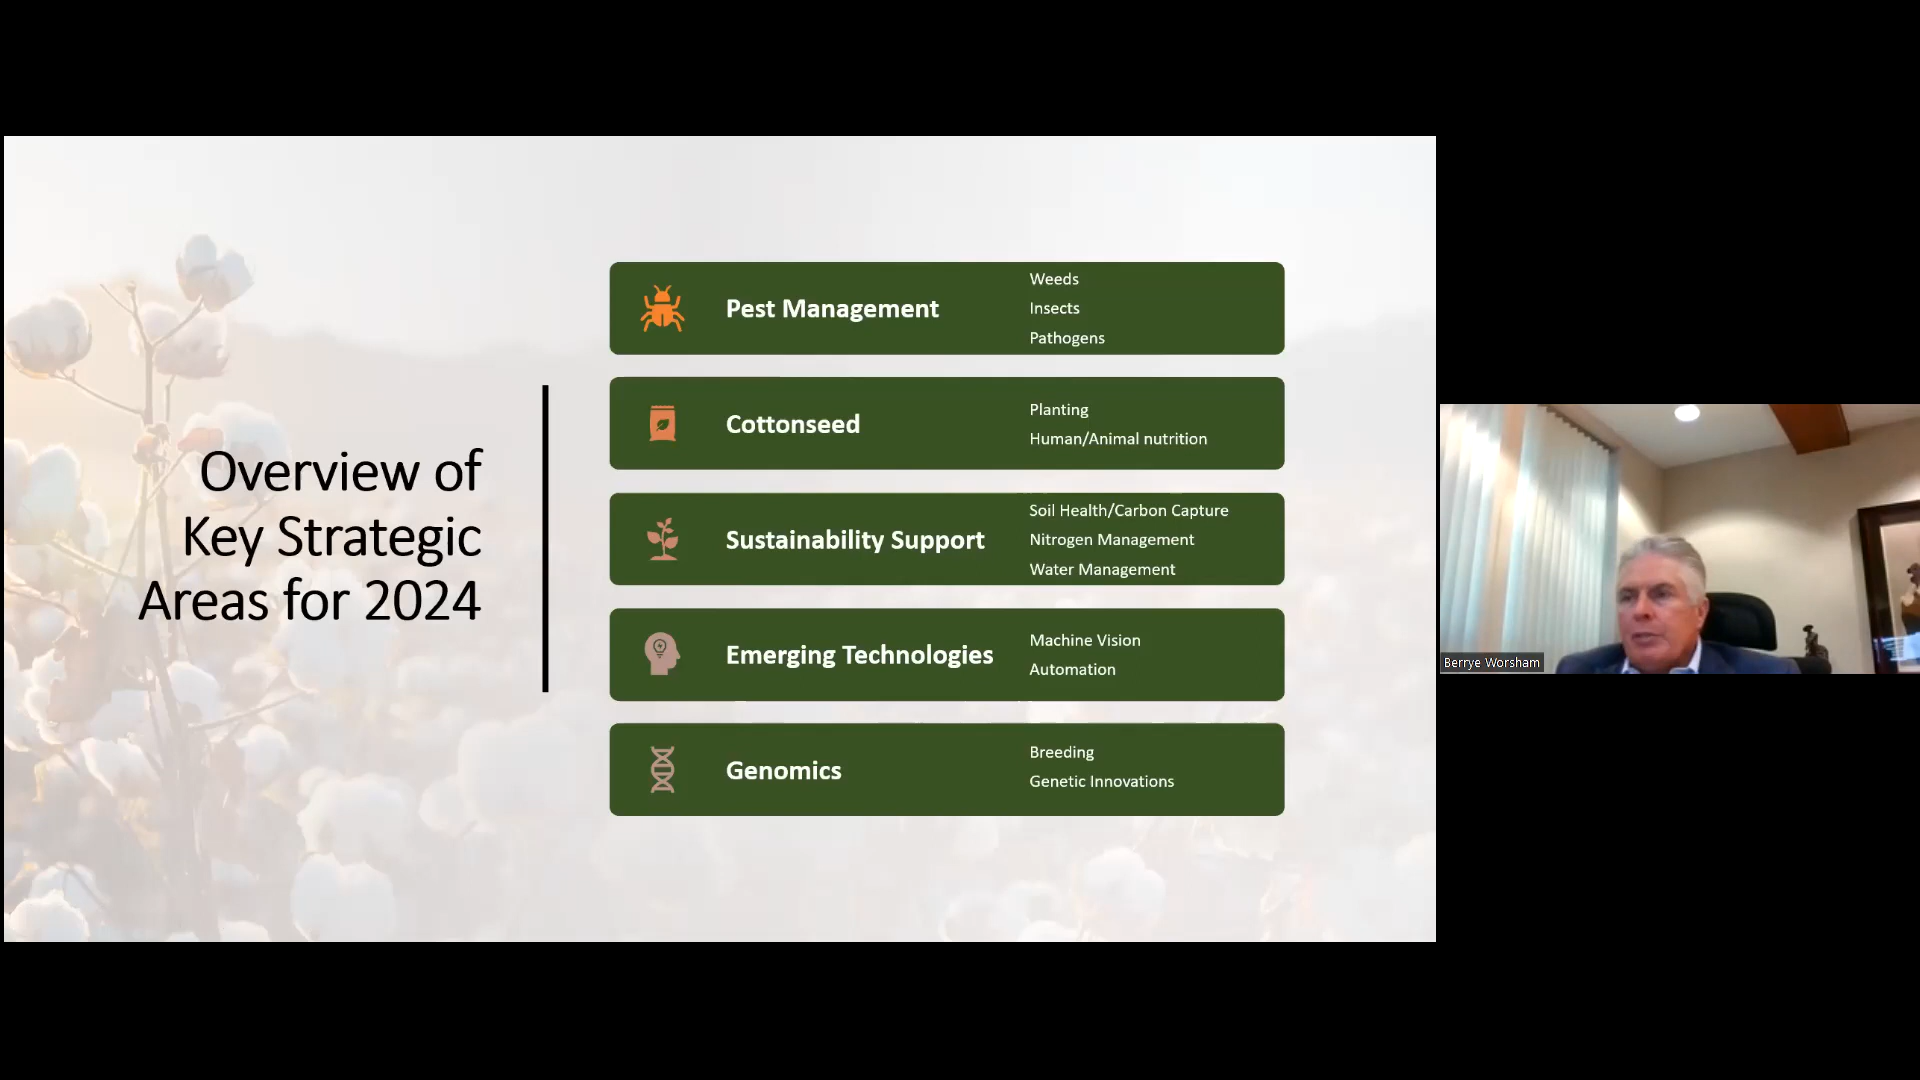 Overview of
Key Strategic
Areas for 2024
Pest Management
Weeds
Insects
Pathogens
Cottonseed
Planting
Human/Animal nutrition
Sustainability Support
Soil Health/Carbon Capture
Nitrogen Management
Water Management
Emerging Technologies
Machine Vision
Automation
Genomics
Breeding
Genetic Innovations
Berrye Worsham